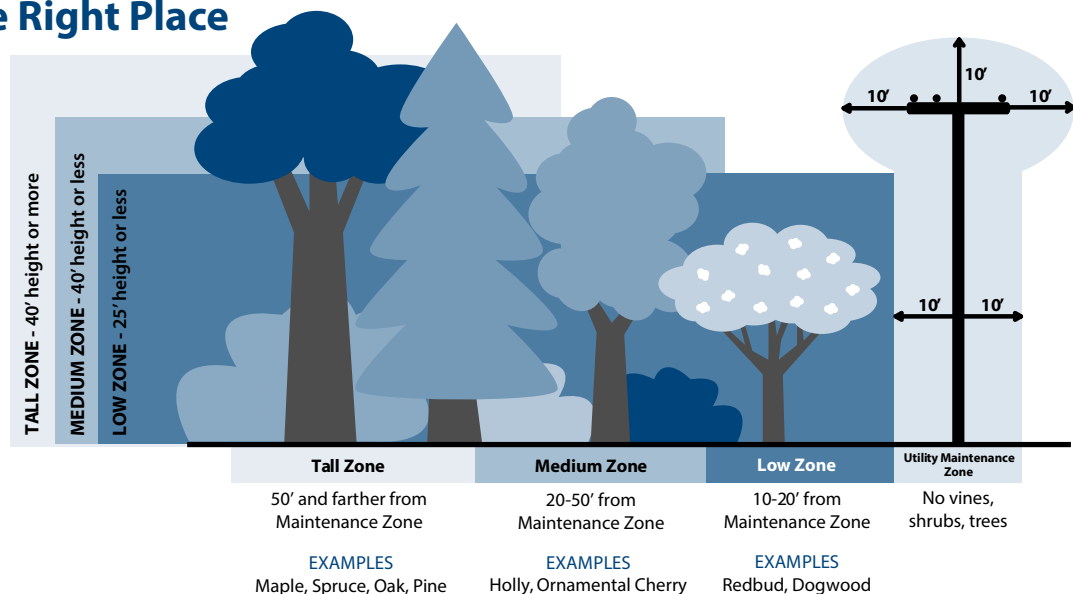 e Right Place
10’
10’
10’
TALL ZONE - 40’ height or more
MEDIUM ZONE - 40’ height or less
LOW ZONE - 25’ height or less
10’
10’
Tall Zone
Medium Zone
Low Zone
Utility Maintenance
Zone
50’ and farther from
Maintenance Zone
20-50’ from
Maintenance Zone
10-20’ from
Maintenance Zone
No vines,
shrubs, trees
EXAMPLES
Maple, Spruce, Oak, Pine
EXAMPLES
Holly, Ornamental Cherry
EXAMPLES
Redbud, Dogwood